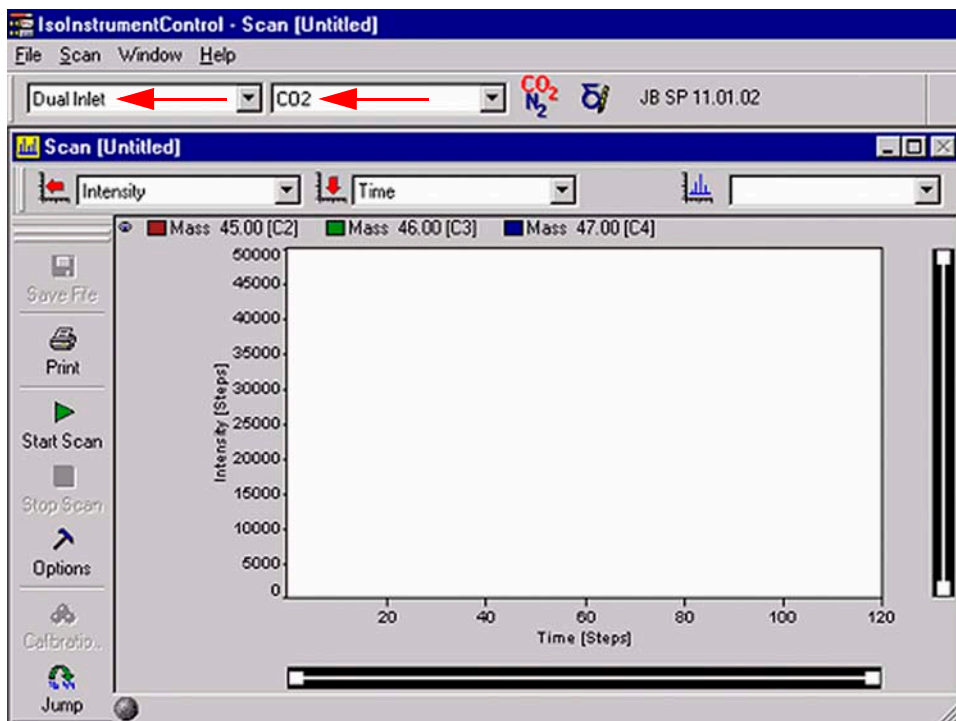 IsoInstrumentControl - Scan [Untitled]
File Scan Window Help
Dual Inlet CO2 CO2 N2 δ JB SP 11.01.02
Scan [Untitled]
Intensity Time
Mass 45.00 [C2] Mass 46.00 [C3] Mass 47.00 [C4]
Save File
Print
Start Scan
Stop Scan
Options
Calibratio..
Jump
Intensity [Steps]
50000
45000
40000
35000
30000
25000
20000
15000
10000
5000
0
20 40 60 80 100 120
Time [Steps]